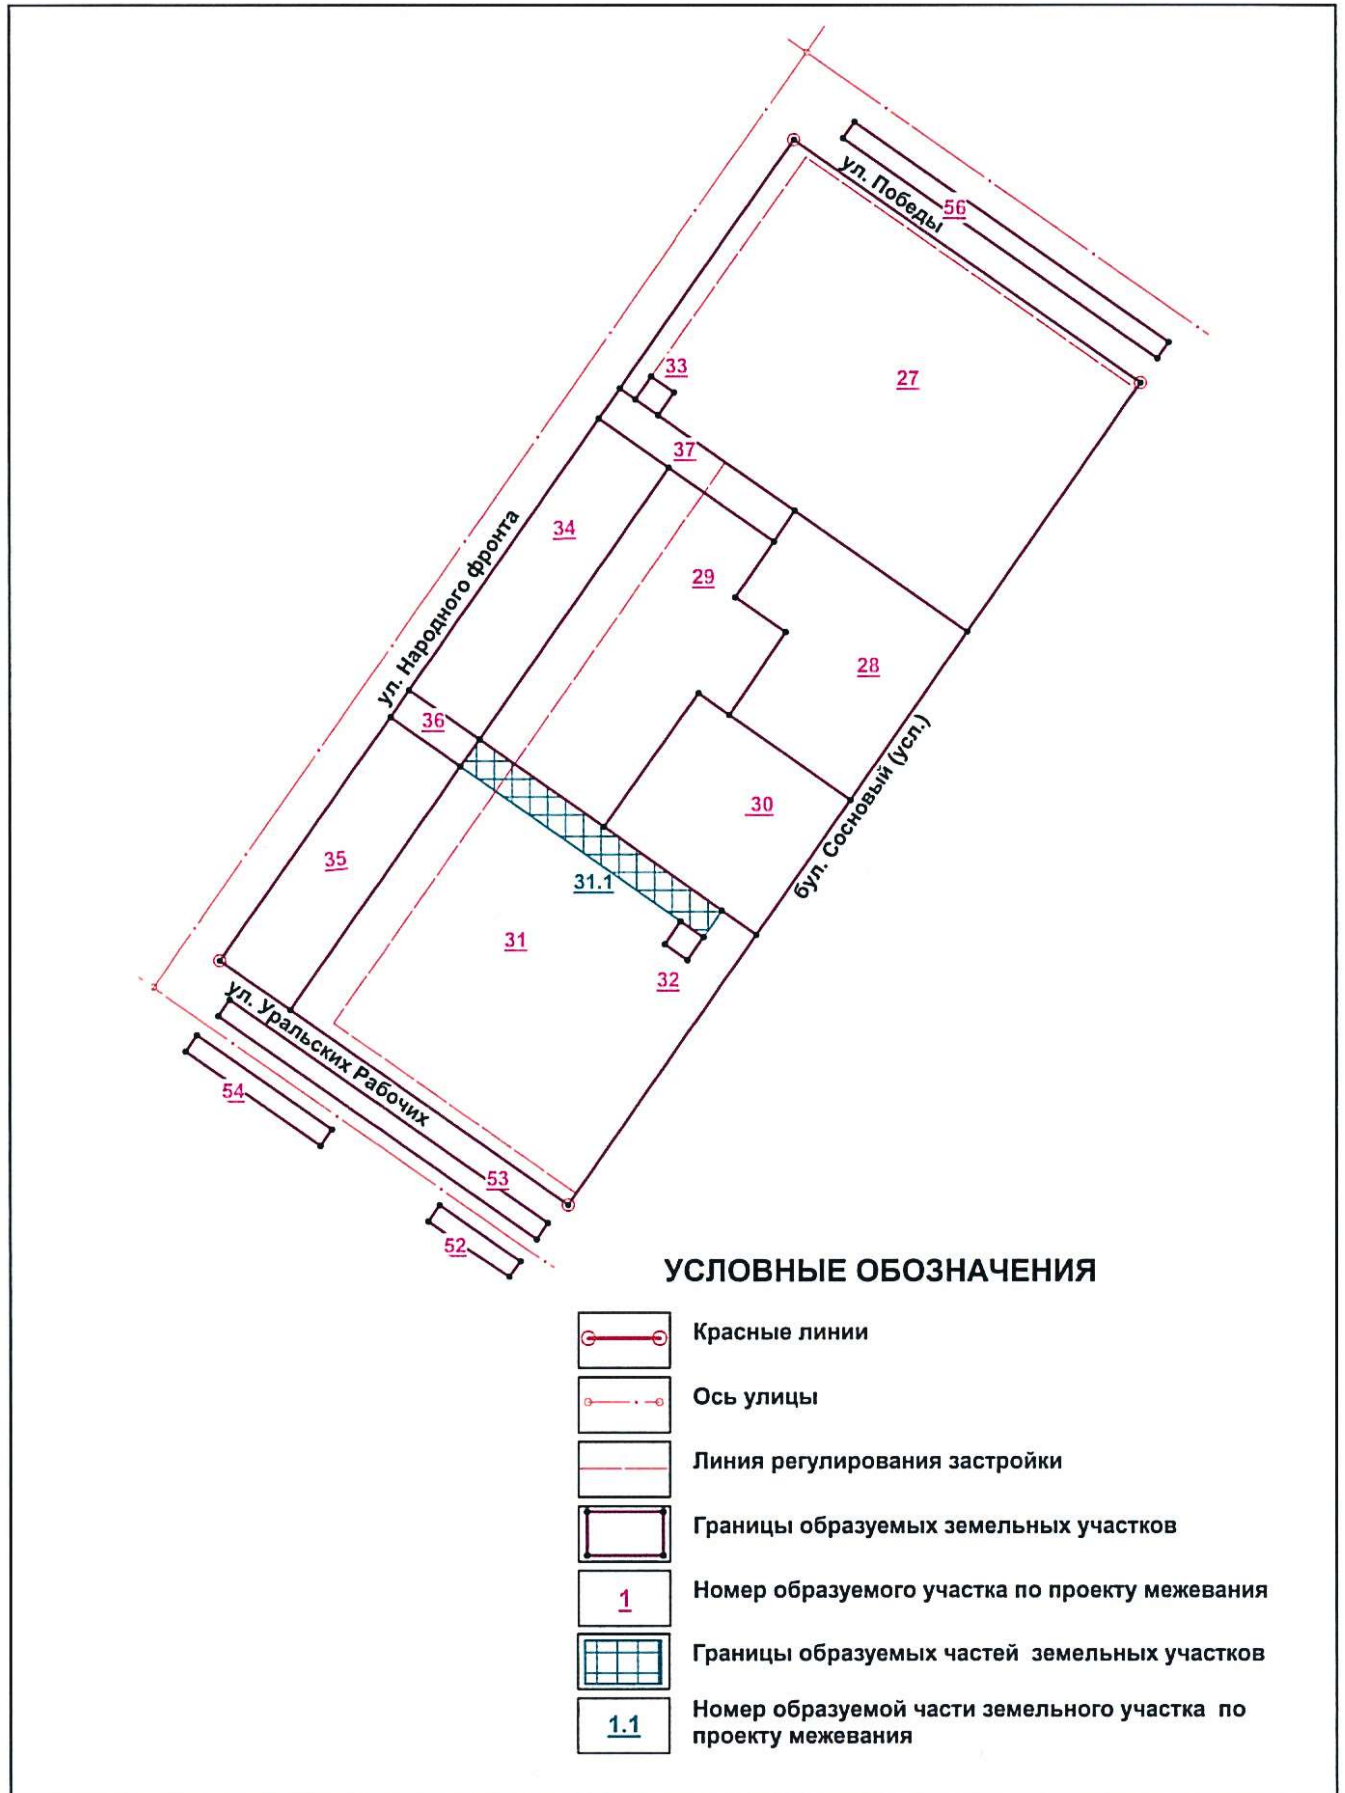 ул. Победы
56
33
27
37
34
ул. Народного фронта
29
28
36
бул. Сосновый (усл.)
30
35
31.1
31
32
ул. Уральских Рабочих
54
53
52
УСЛОВНЫЕ ОБОЗНАЧЕНИЯ
Красные линии
Ось улицы
Линия регулирования застройки
Границы образуемых земельных участков
1
Номер образуемого участка по проекту межевания
Границы образуемых частей земельных участков
1.1
Номер образуемой части земельного участка по
проекту межевания